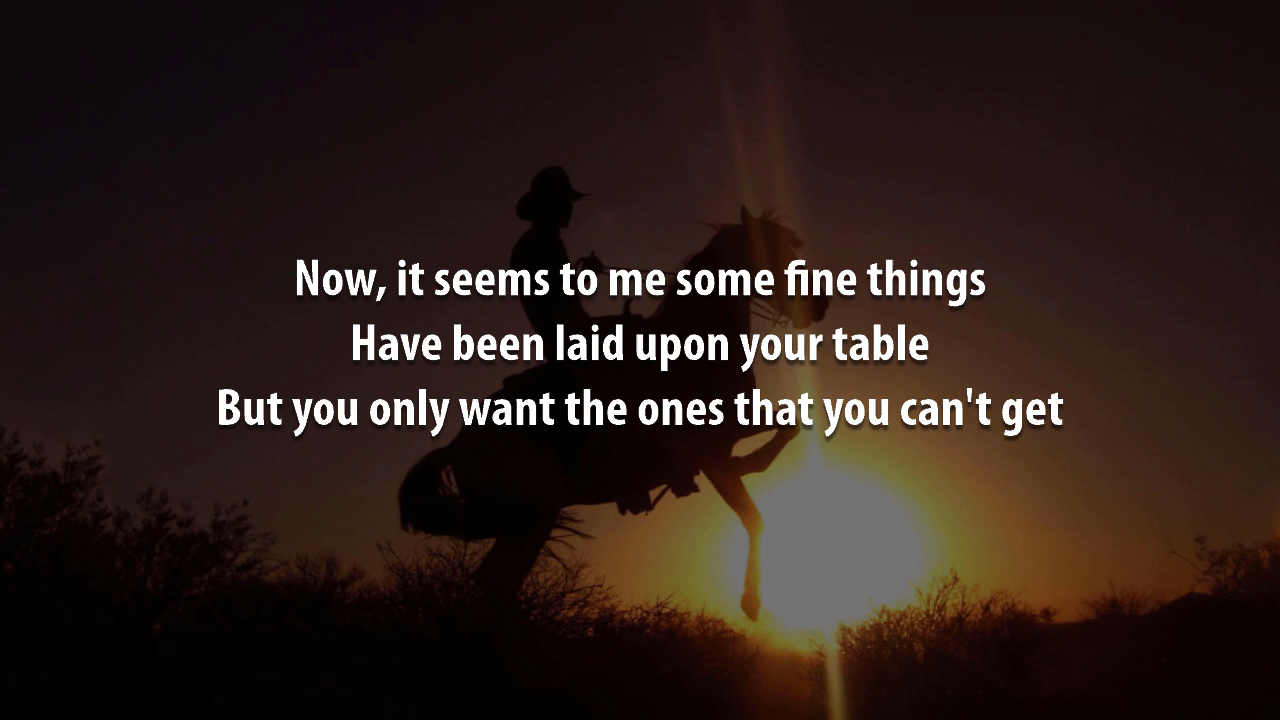 Now, it seems to me some fine things
Have been laid upon your table
But you only want the ones that you can't get